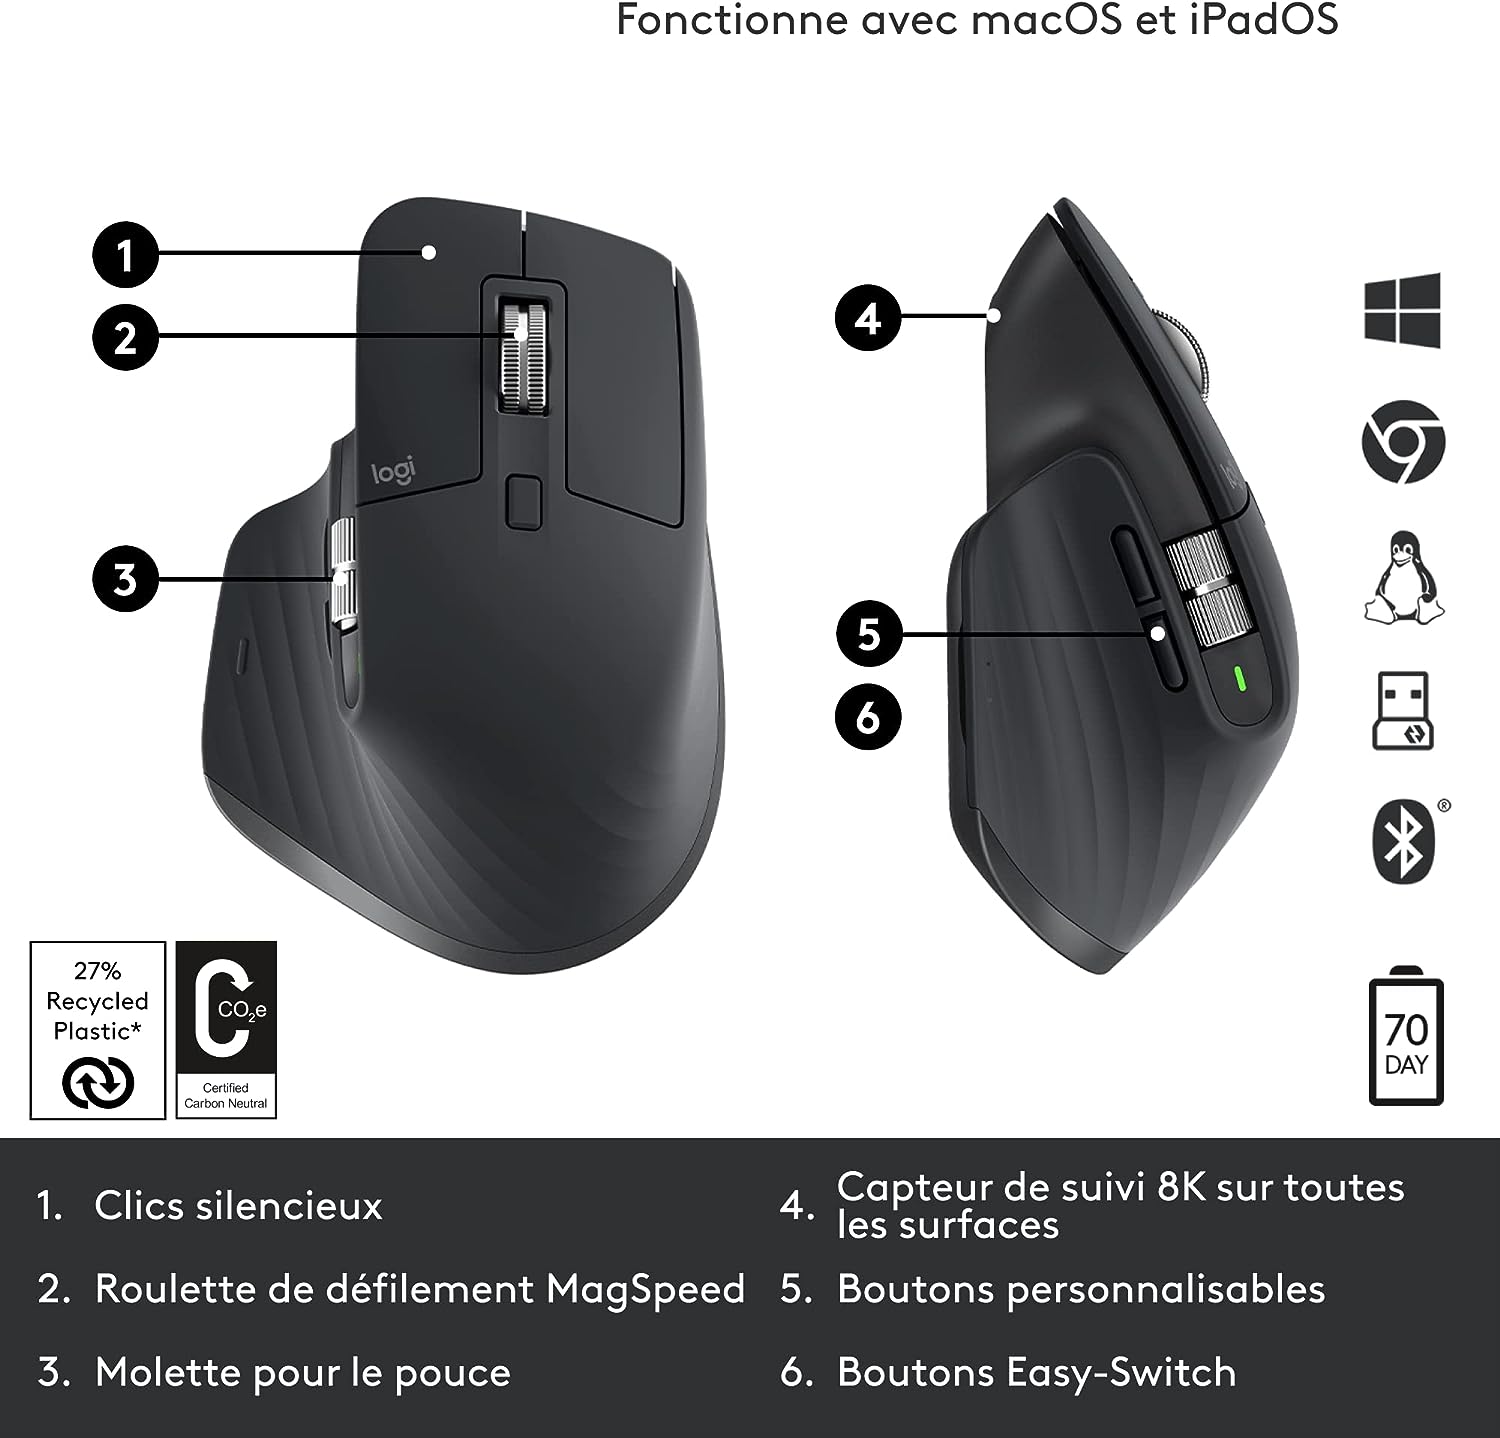 Fonctionne avec macOS et iPadOS
1
2
3
logi
4
5
6
logi
®
27%
Recycled
Plastic*
CO₂e
Certified
Carbon Neutral
70
DAY
1. Clics silencieux
2. Roulette de défilement MagSpeed
3. Molette pour le pouce
4. Capteur de suivi 8K sur toutes
les surfaces
5. Boutons personnalisables
6. Boutons Easy-Switch